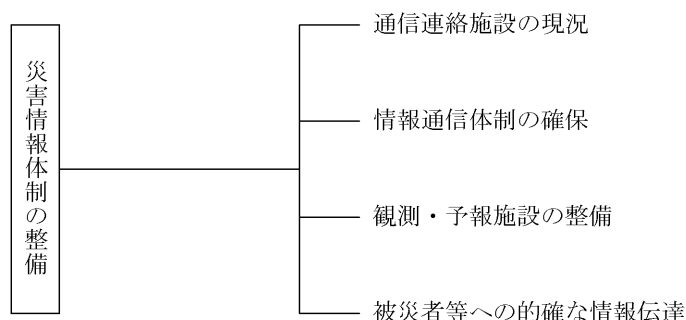 災害情報体制の整備
通信連絡施設の現況
情報通信体制の確保
観測・予報施設の整備
被災者等への的確な情報伝達